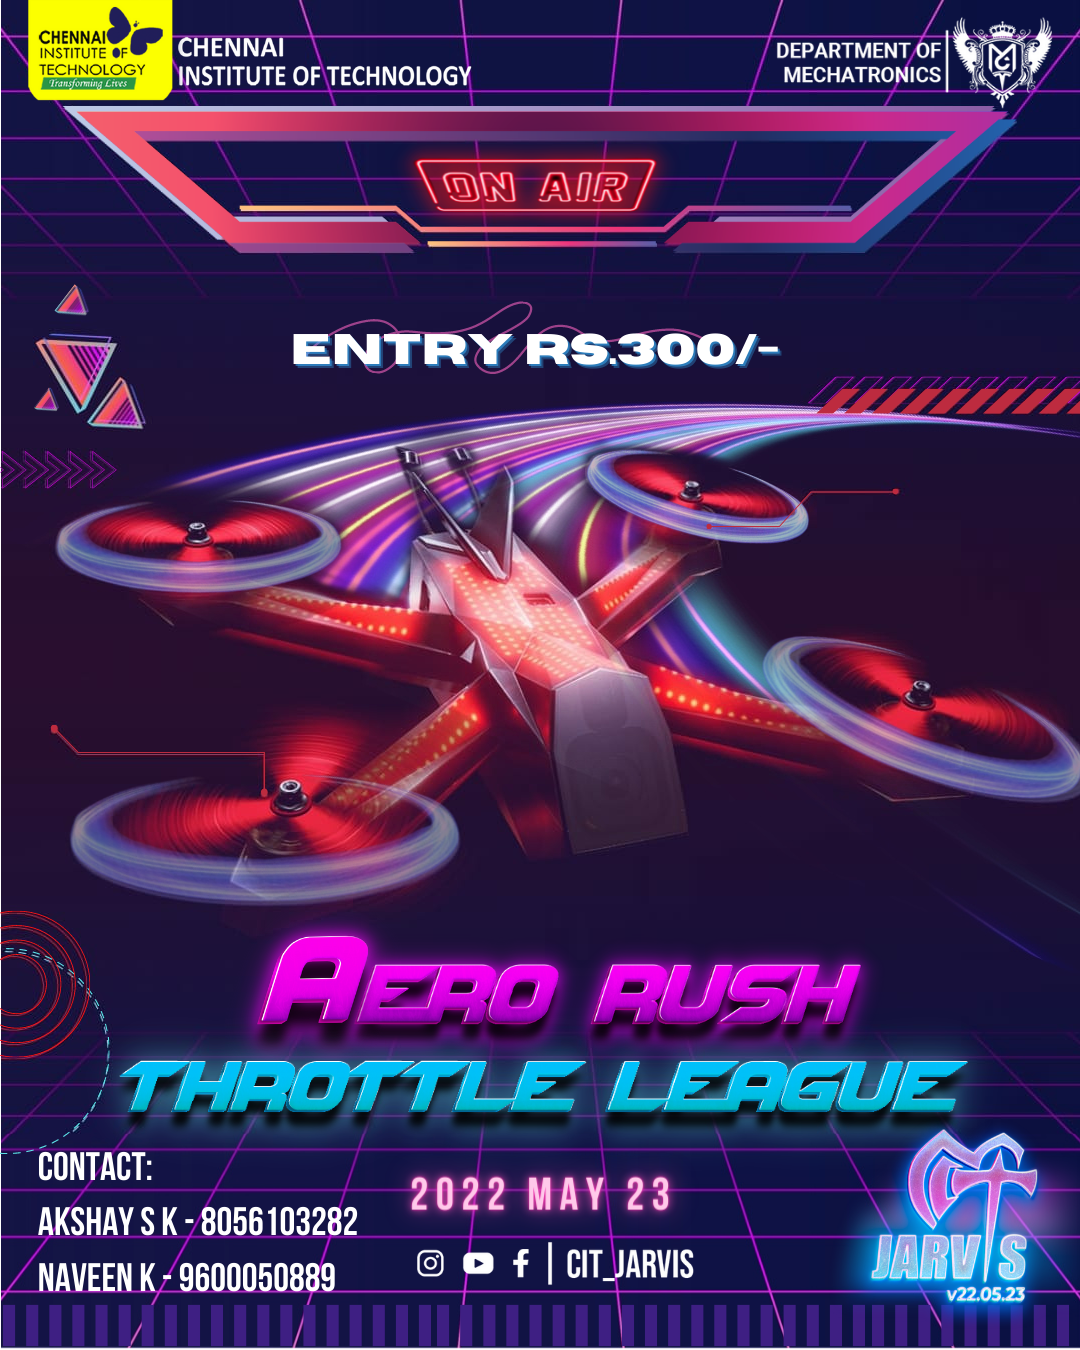 CHENNAI
INSTITUTE OF
TECHNOLOGY
Transforming Lives
CHENNAI
INSTITUTE OF TECHNOLOGY
DEPARTMENT OF
MECHATRONICS
ON AIR
ENTRY RS.300/-
AERO RUSH
THROTTLE LEAGUE
CONTACT:
AKSHAY S K - 8056103282
NAVEEN K - 9600050889
2022 MAY 23
CIT_JARVIS
JARVIS
v22.05.23